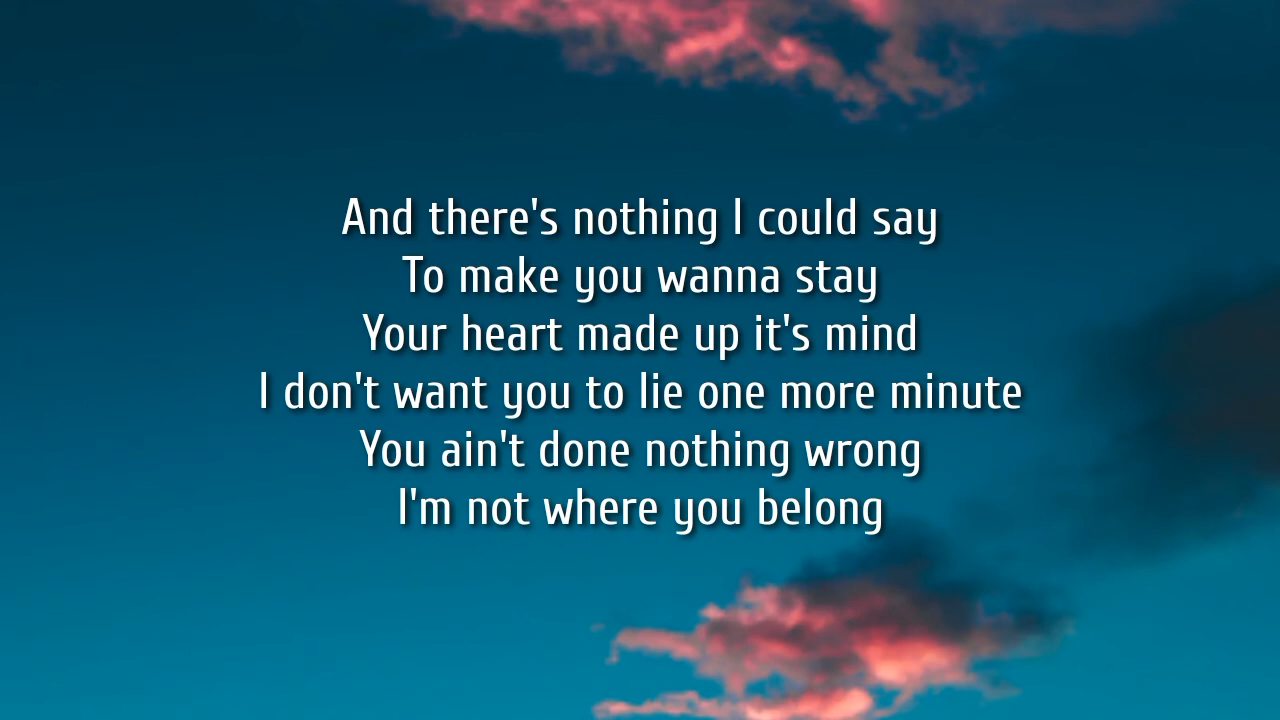 And there's nothing I could say
To make you wanna stay
Your heart made up it's mind
I don't want you to lie one more minute
You ain't done nothing wrong
I'm not where you belong